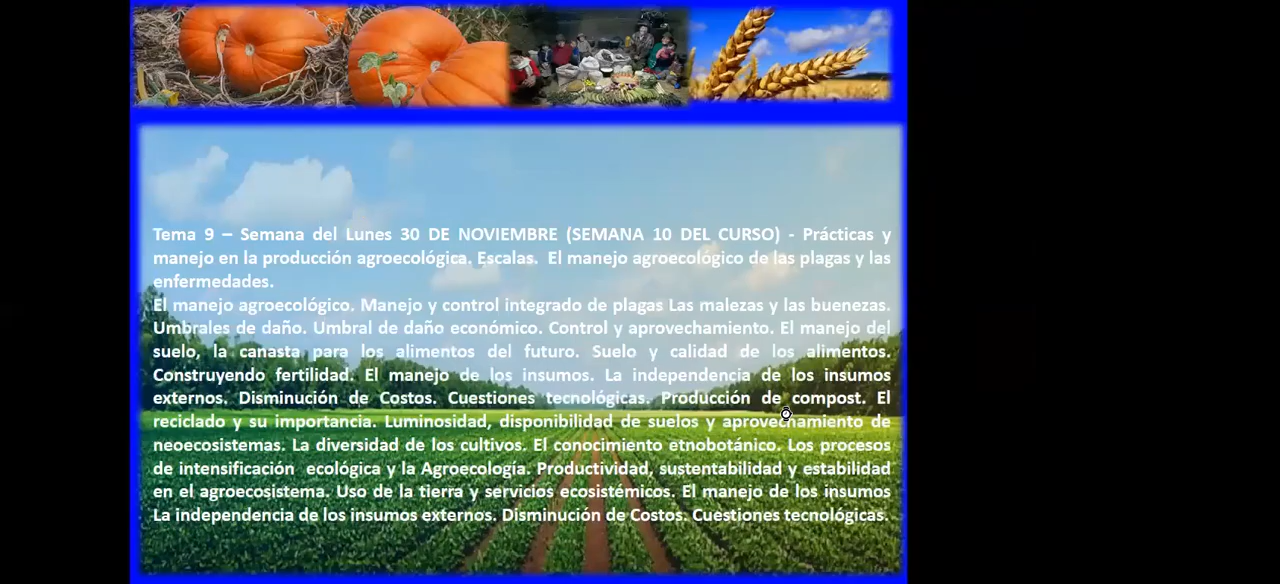 Tema 9 – Semana del Lunes 30 DE NOVIEMBRE (SEMANA 10 DEL CURSO) - Prácticas y
manejo en la producción agroecológica. Escalas. El manejo agroecológico de las plagas y las
enfermedades.
El manejo agroecológico. Manejo y control integrado de plagas Las malezas y las buenezas.
Umbrales de daño. Umbral de daño económico. Control y aprovechamiento. El manejo del
suelo, la canasta para los alimentos del futuro. Suelo y calidad de los alimentos.
Construyendo fertilidad. El manejo de los insumos. La independencia de los insumos
externos. Disminución de Costos. Cuestiones tecnológicas. Producción de compost. El
reciclado y su importancia. Luminosidad, disponibilidad de suelos y aprovechamiento de
neoecosistemas. La diversidad de los cultivos. El conocimiento etnobotánico. Los procesos
de intensificación ecológica y la Agroecología. Productividad, sustentabilidad y estabilidad
en el agroecosistema. Uso de la tierra y servicios ecosistémicos. El manejo de los insumos
La independencia de los insumos externos. Disminución de Costos. Cuestiones tecnológicas.